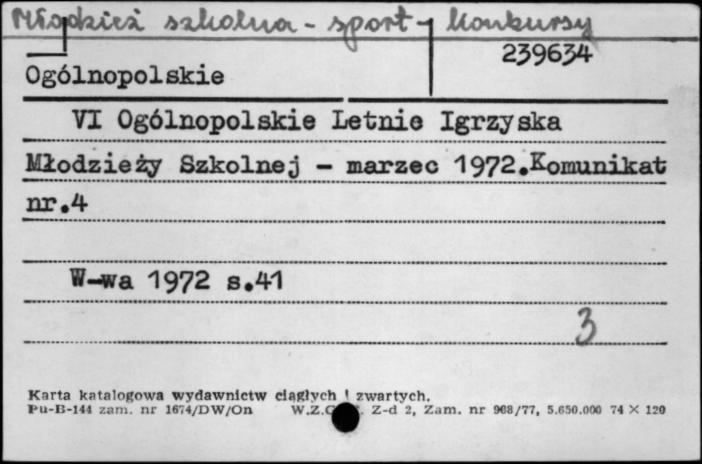 Młodzież szkolna - sport - konkursy
239634
Ogólnopolskie
VI Ogólnopolskie Letnie Igrzyska
Młodzieży Szkolnej - marzec 1972.Komunikat
nr.4
W-wa 1972 s.41
3
Karta katalogowa wydawnictw ciągłych i zwartych.
Pu-B-144 zam. nr 1674/DW/On W.Z.G. Z-d 2, Zam. nr 968/77, 5.650.000 74 × 120